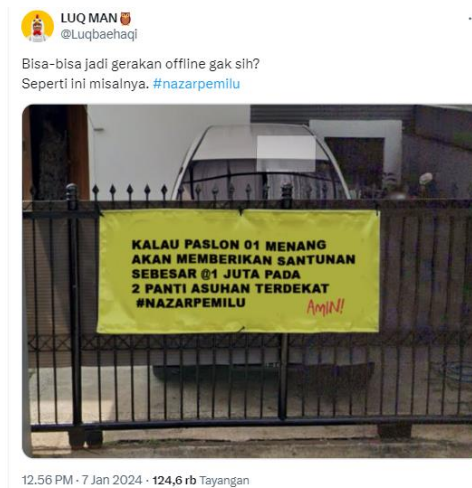 LUQ MAN
@Luqbaehaqi
Bisa-bisa jadi gerakan offline gak sih?
Seperti ini misalnya. #nazarpemilu
KALAU PASLON 01 MENANG
AKAN MEMBERIKAN SANTUNAN
SEBESAR @1 JUTA PADA
2 PANTI ASUHAN TERDEKAT
#NAZARPEMILU
AMIN!
12.56 PM · 7 Jan 2024 · 124,6 rb Tayangan